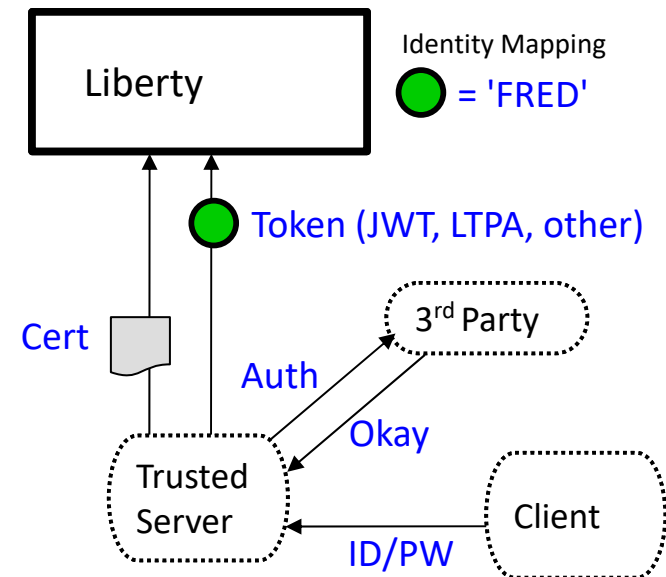 Identity Mapping
Liberty
= 'FRED'
Token (JWT, LTPA, other)
3rd Party
Cert
Auth
Okay
Trusted
Server
Client
ID/PW